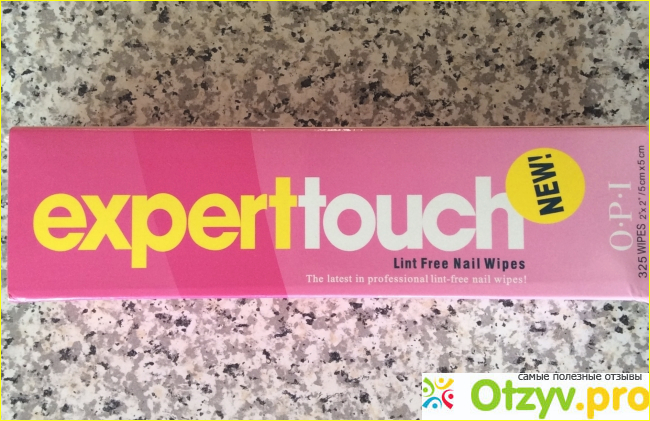 experttouch
NEW!
Lint Free Nail Wipes
The latest in professional lint-free nail wipes!
O·P·I
325 WIPES 2"x 2" / 5cm x 5cm
самые полезные отзывы
Otzyv.pro